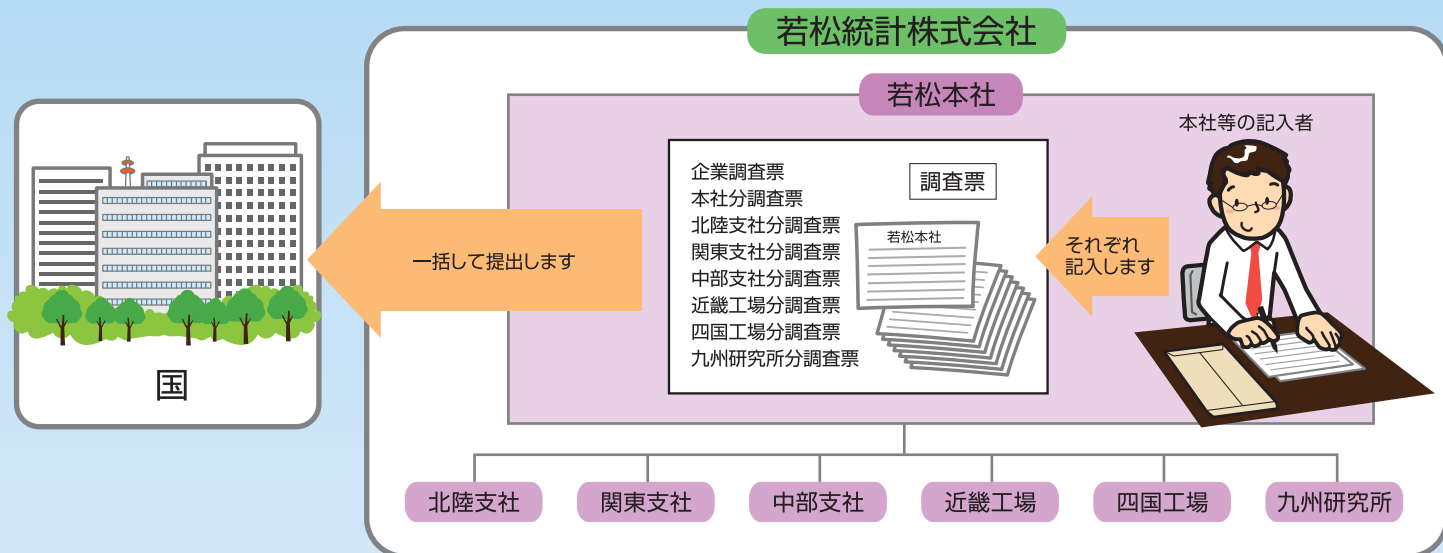 若松統計株式会社
若松本社
本社等の記入者
企業調査票
本社分調査票
北陸支社分調査票
関東支社分調査票
中部支社分調査票
近畿工場分調査票
四国工場分調査票
九州研究所分調査票
調査票
若松本社
それぞれ
記入します
一括して提出します
国
北陸支社
関東支社
中部支社
近畿工場
四国工場
九州研究所